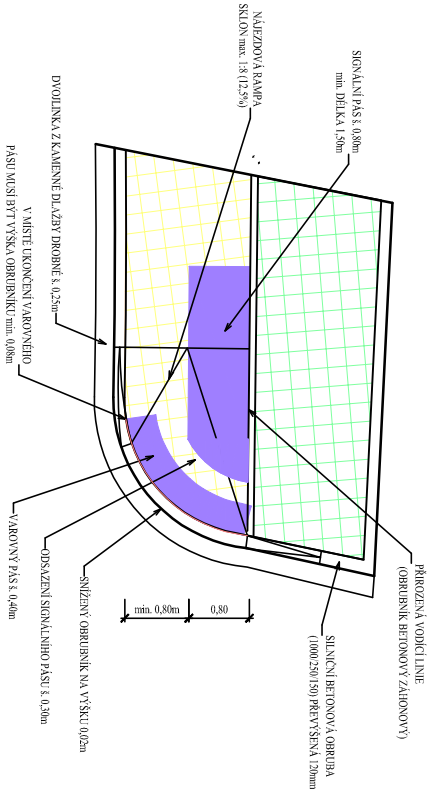 SIGNÁLNÍ PÁS š. 0,80m
min. DÉLKA 1,50m
NÁJEZDOVÁ RAMPA
SKLON max. 1:8 (12,5%)
DVOJLINKA Z KAMENNÉ DLAŽBY DROBNÉ š. 0,25m
V MÍSTĚ UKONČENÍ VAROVNÉHO
PÁSU MUSÍ BÝT VÝŠKA OBRUBNÍKU min. 0,08m
PŘIROZENÁ VODÍCÍ LINIE
(OBRUBNÍK BETONOVÝ ZÁHONOVÝ)
SILNIČNÍ BETONOVÁ OBRUBA
(1000/250/150) PŘEVÝŠENÁ 120mm
min. 0,80m
0,80
SNÍŽENÝ OBRUBNÍK NA VÝŠKU 0,02m
ODSAZENÍ SIGNÁLNÍHO PÁSU š. 0,30m
VAROVNÝ PÁS š. 0,40m